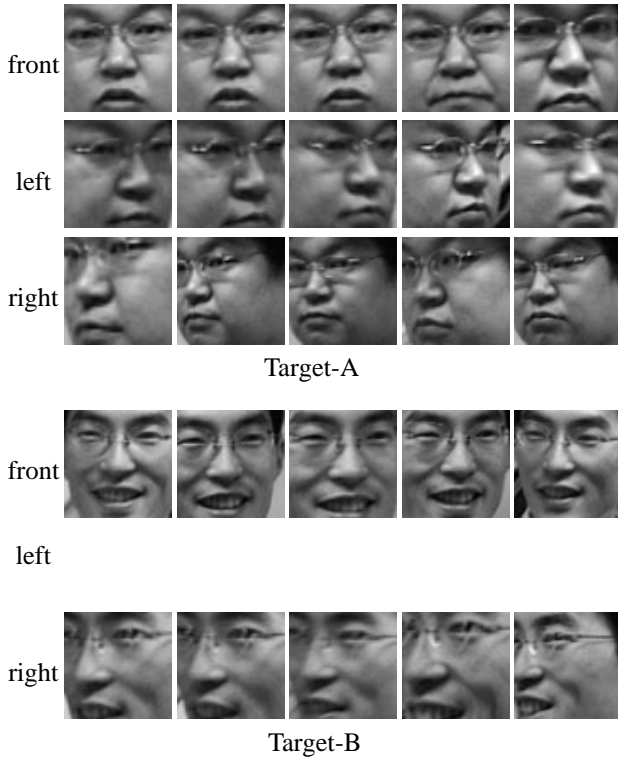 front
left
right
Target-A
front
left
right
Target-B